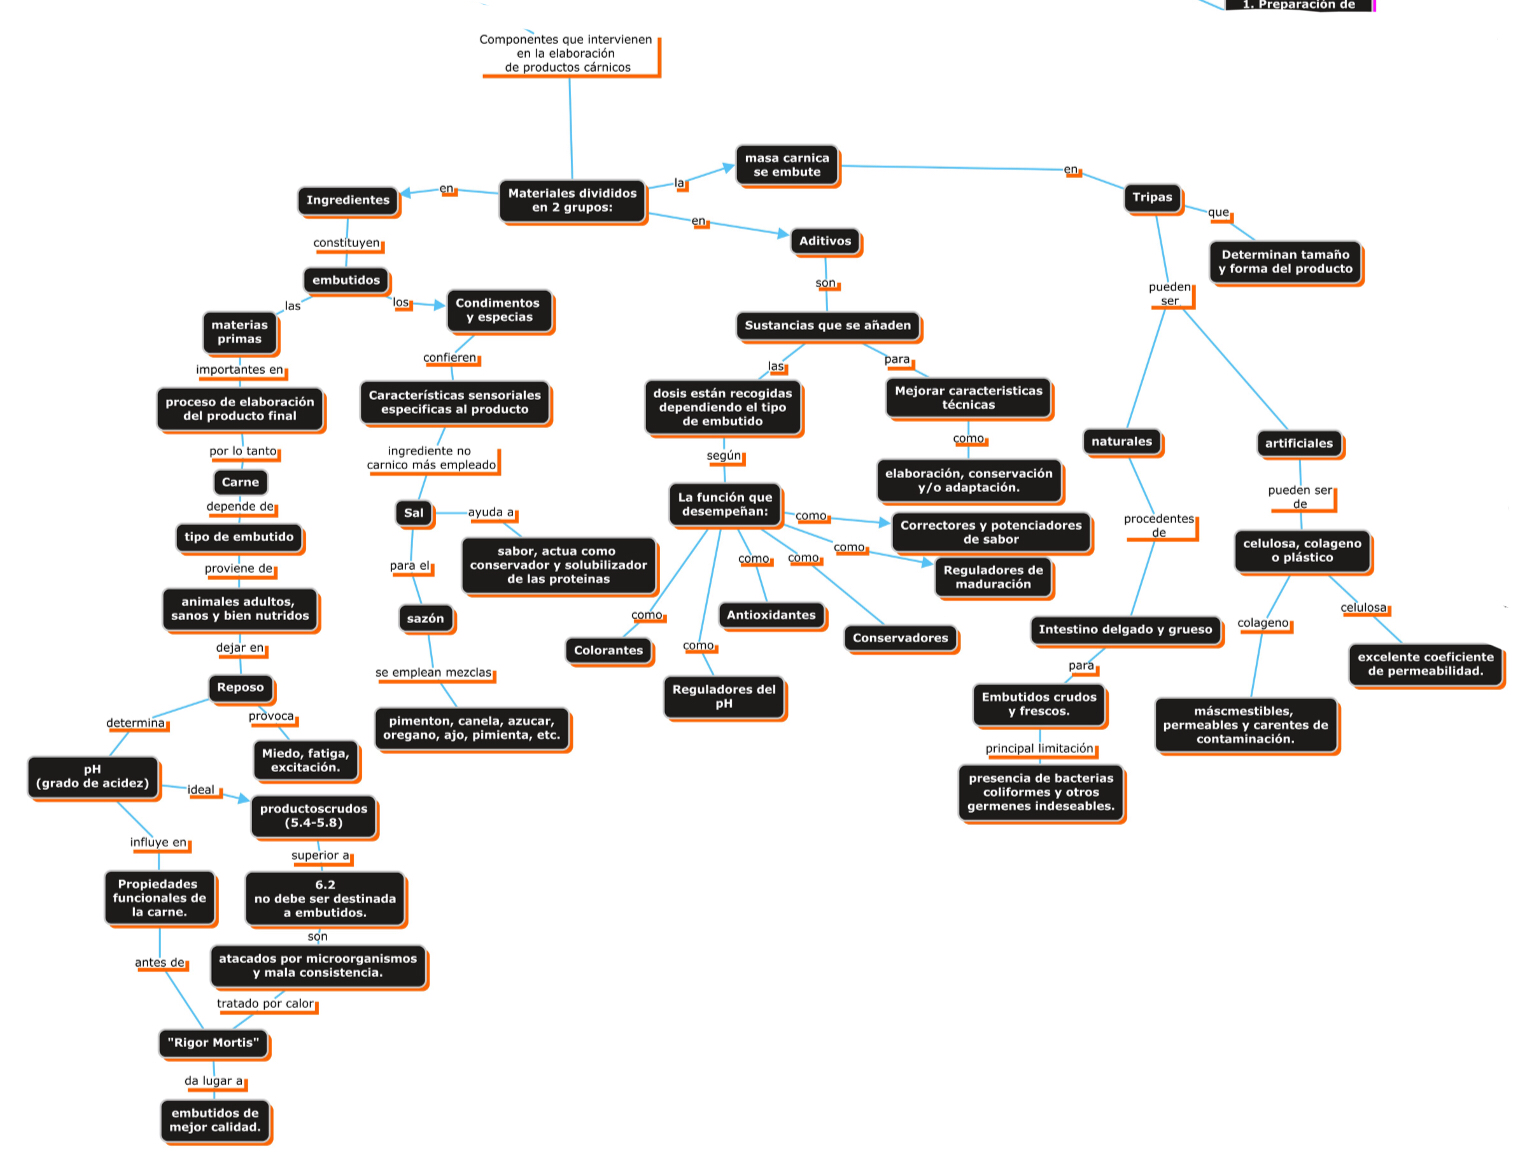 1. Preparación de
Componentes que intervienen
en la elaboración
de productos cárnicos
masa carnica
se embute
en
la
en
Materiales divididos
en 2 grupos:
Ingredientes
Tripas
que
en
Aditivos
Determinan tamaño
y forma del producto
constituyen
embutidos
las
los
Condimentos
y especias
son
pueden
ser
materias
primas
Sustancias que se añaden
importantes en
confieren
las
para
proceso de elaboración
del producto final
Características sensoriales
especificas al producto
dosis están recogidas
dependiendo el tipo
de embutido
Mejorar caracteristicas
técnicas
por lo tanto
ingrediente no
carnico más empleado
según
como
naturales
artificiales
Carne
elaboración, conservación
y/o adaptación.
pueden ser
de
depende de
Sal
ayuda a
La función que
desempeñan:
como
Correctores y potenciadores
de sabor
procedentes
de
tipo de embutido
sabor, actua como
conservador y solubilizador
de las proteinas
como
como
como
Reguladores de
maduración
celulosa, colageno
o plástico
proviene de
para el
animales adultos,
sanos y bien nutridos
sazón
como
Antioxidantes
Conservadores
Intestino delgado y grueso
colageno
celulosa
dejar en
Colorantes
como
para
excelente coeficiente
de permeabilidad.
Reposo
se emplean mezclas
Reguladores del
pH
Embutidos crudos
y frescos.
determina
provoca
pimenton, canela, azucar,
oregano, ajo, pimienta, etc.
máscmestibles,
permeables y carentes de
contaminación.
Miedo, fatiga,
excitación.
principal limitación
pH
(grado de acidez)
ideal
presencia de bacterias
coliformes y otros
germenes indeseables.
productoscrudos
(5.4-5.8)
influye en
superior a
Propiedades
funcionales de
la carne.
6.2
no debe ser destinada
a embutidos.
son
antes de
atacados por microorganismos
y mala consistencia.
tratado por calor
"Rigor Mortis"
da lugar a
embutidos de
mejor calidad.